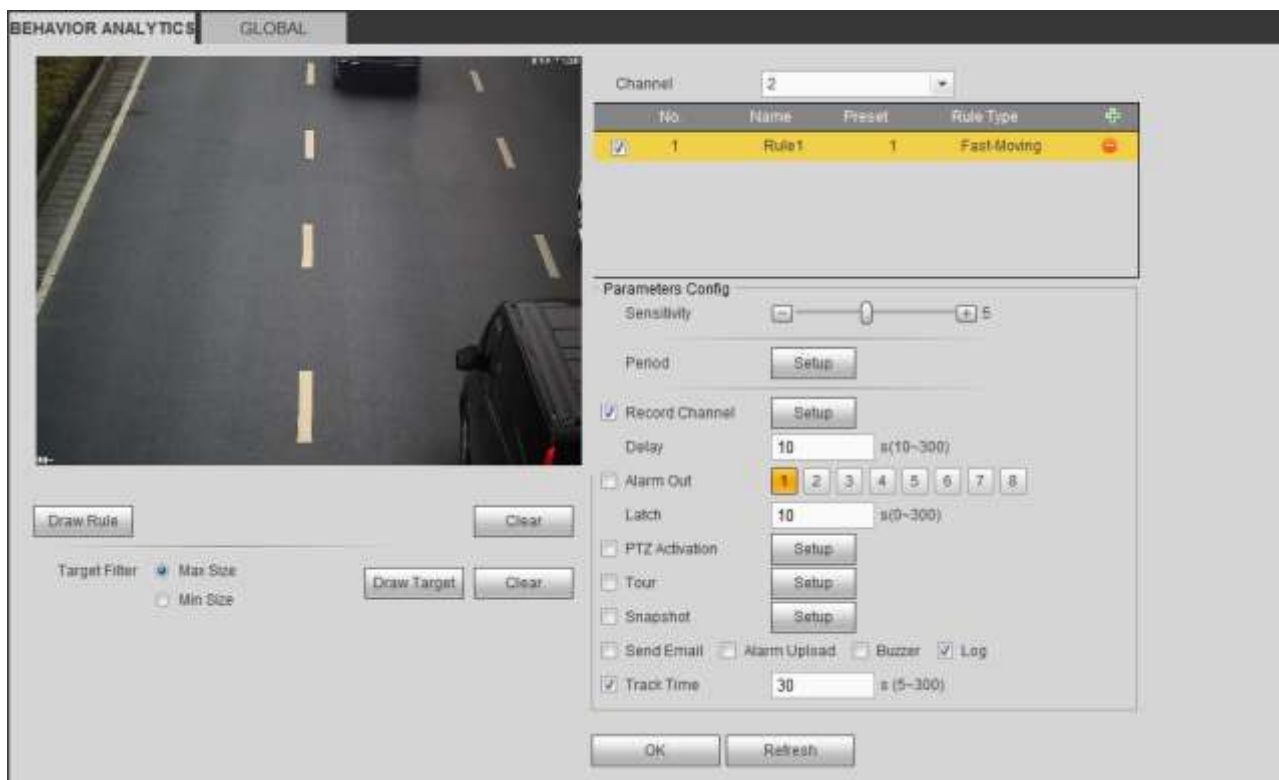 BEHAVIOR ANALYTICS GLOBAL
Channel 2
No. Name Preset Rule Type
1 Rule1 1 Fast-Moving
Parameters Config
Sensitivity 5
Period Setup
Record Channel Setup
Delay 10 s(10~300)
Alarm Out 1 2 3 4 5 6 7 8
Latch 10 s(0~300)
PTZ Activation Setup
Tour Setup
Snapshot Setup
Send Email Alarm Upload Buzzer Log
Track Time 30 s (5~300)
OK Refresh
Draw Rule Clear
Target Filter Max Size Draw Target Clear
Min Size